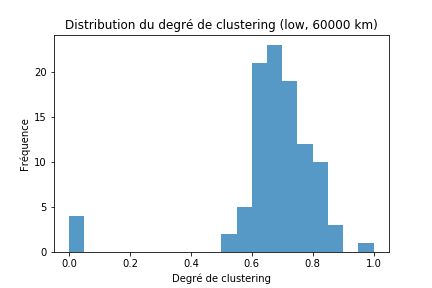 Distribution du degré de clustering (low, 60000 km)
Fréquence
20
15
10
5
0
0.0 0.2 0.4 0.6 0.8 1.0
Degré de clustering